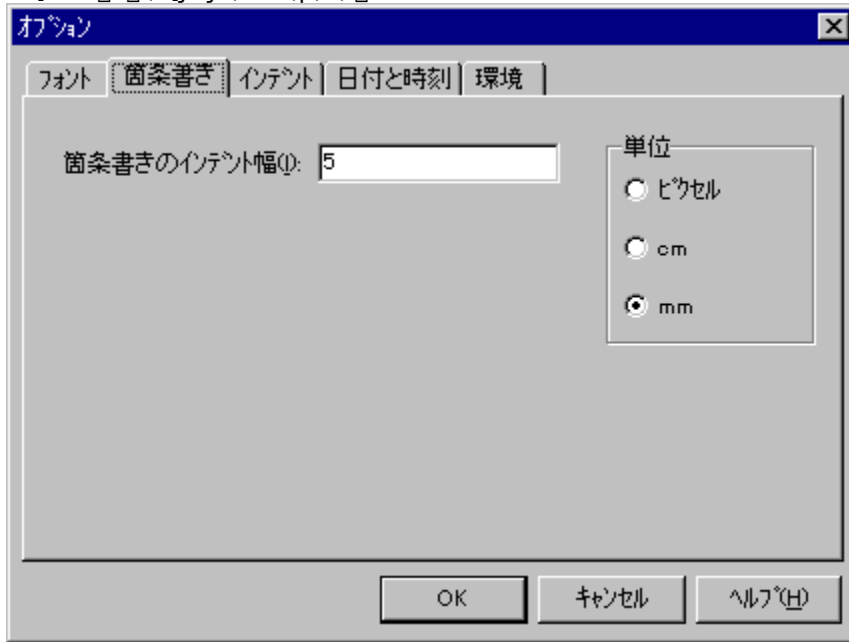 オプション
フォント 箇条書き インデント 日付と時刻 環境
箇条書きのインデント幅(I): 5
単位
ピクセル
cm
mm
OK キャンセル ヘルプ(H)